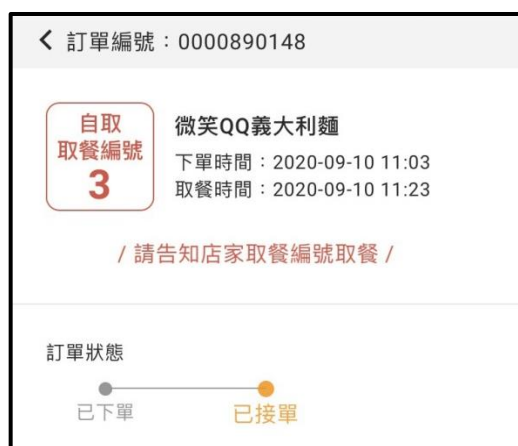 訂單編號：0000890148
自取
取餐編號
3
微笑QQ義大利麵
下單時間：2020-09-10 11:03
取餐時間：2020-09-10 11:23
/ 請告知店家取餐編號取餐 /
訂單狀態
已下單
已接單